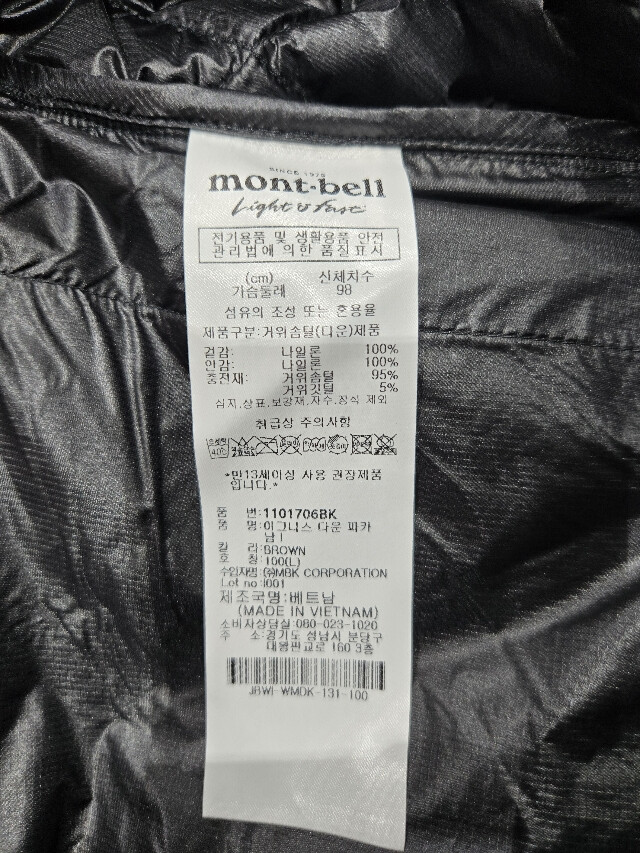 SINCE 1975
mont-bell
Light & Fast
전기용품 및 생활용품 안전
관리법에 의한 품질표시
(cm) 신체치수
가슴둘레 98
섬유의 조성 또는 혼용율
제품구분:거위솜털(다운)제품
겉감: 나일론 100%
안감: 나일론 100%
충전재: 거위솜털 95%
거위깃털 5%
심지,상표,보강재,자수,장식 제외
취급상 주의사항
*만13세이상 사용 권장제품
입니다.*
품 번:1101706BK
품 명:이그니스 다운 파카
남
컬 러:BROWN
호 칭:100(L)
수입자명:(주)MBK CORPORATION
Lot no:I001
제조국명:베트남
(MADE IN VIETNAM)
소비자상담실:080-023-1020
주 소:경기도 성남시 분당구
대왕판교로 160 3층
JBWI-WMDK-131-100